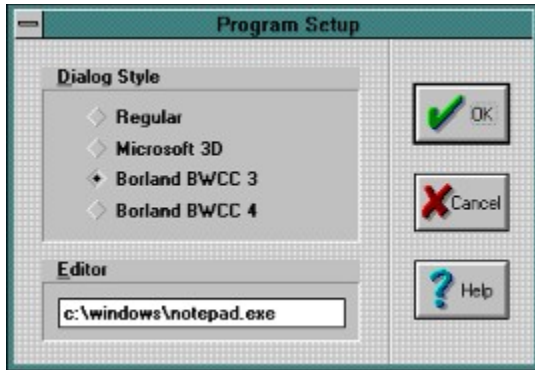 Program Setup
Dialog Style
Regular
Microsoft 3D
Borland BWCC 3
Borland BWCC 4
Editor
c:\windows\notepad.exe
OK
Cancel
Help